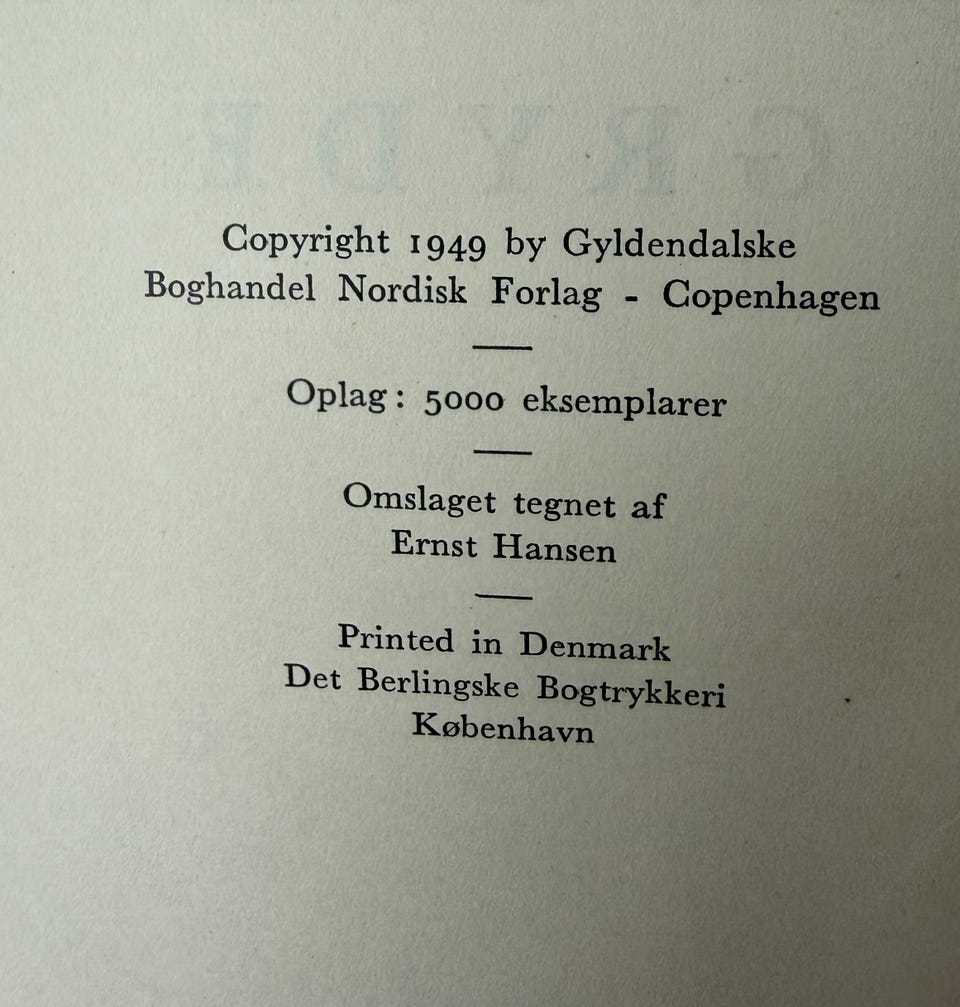 GRYDE
Copyright 1949 by Gyldendalske
Boghandel Nordisk Forlag - Copenhagen
Oplag: 5000 eksemplarer
Omslaget tegnet af
Ernst Hansen
Printed in Denmark
Det Berlingske Bogtrykkeri
København